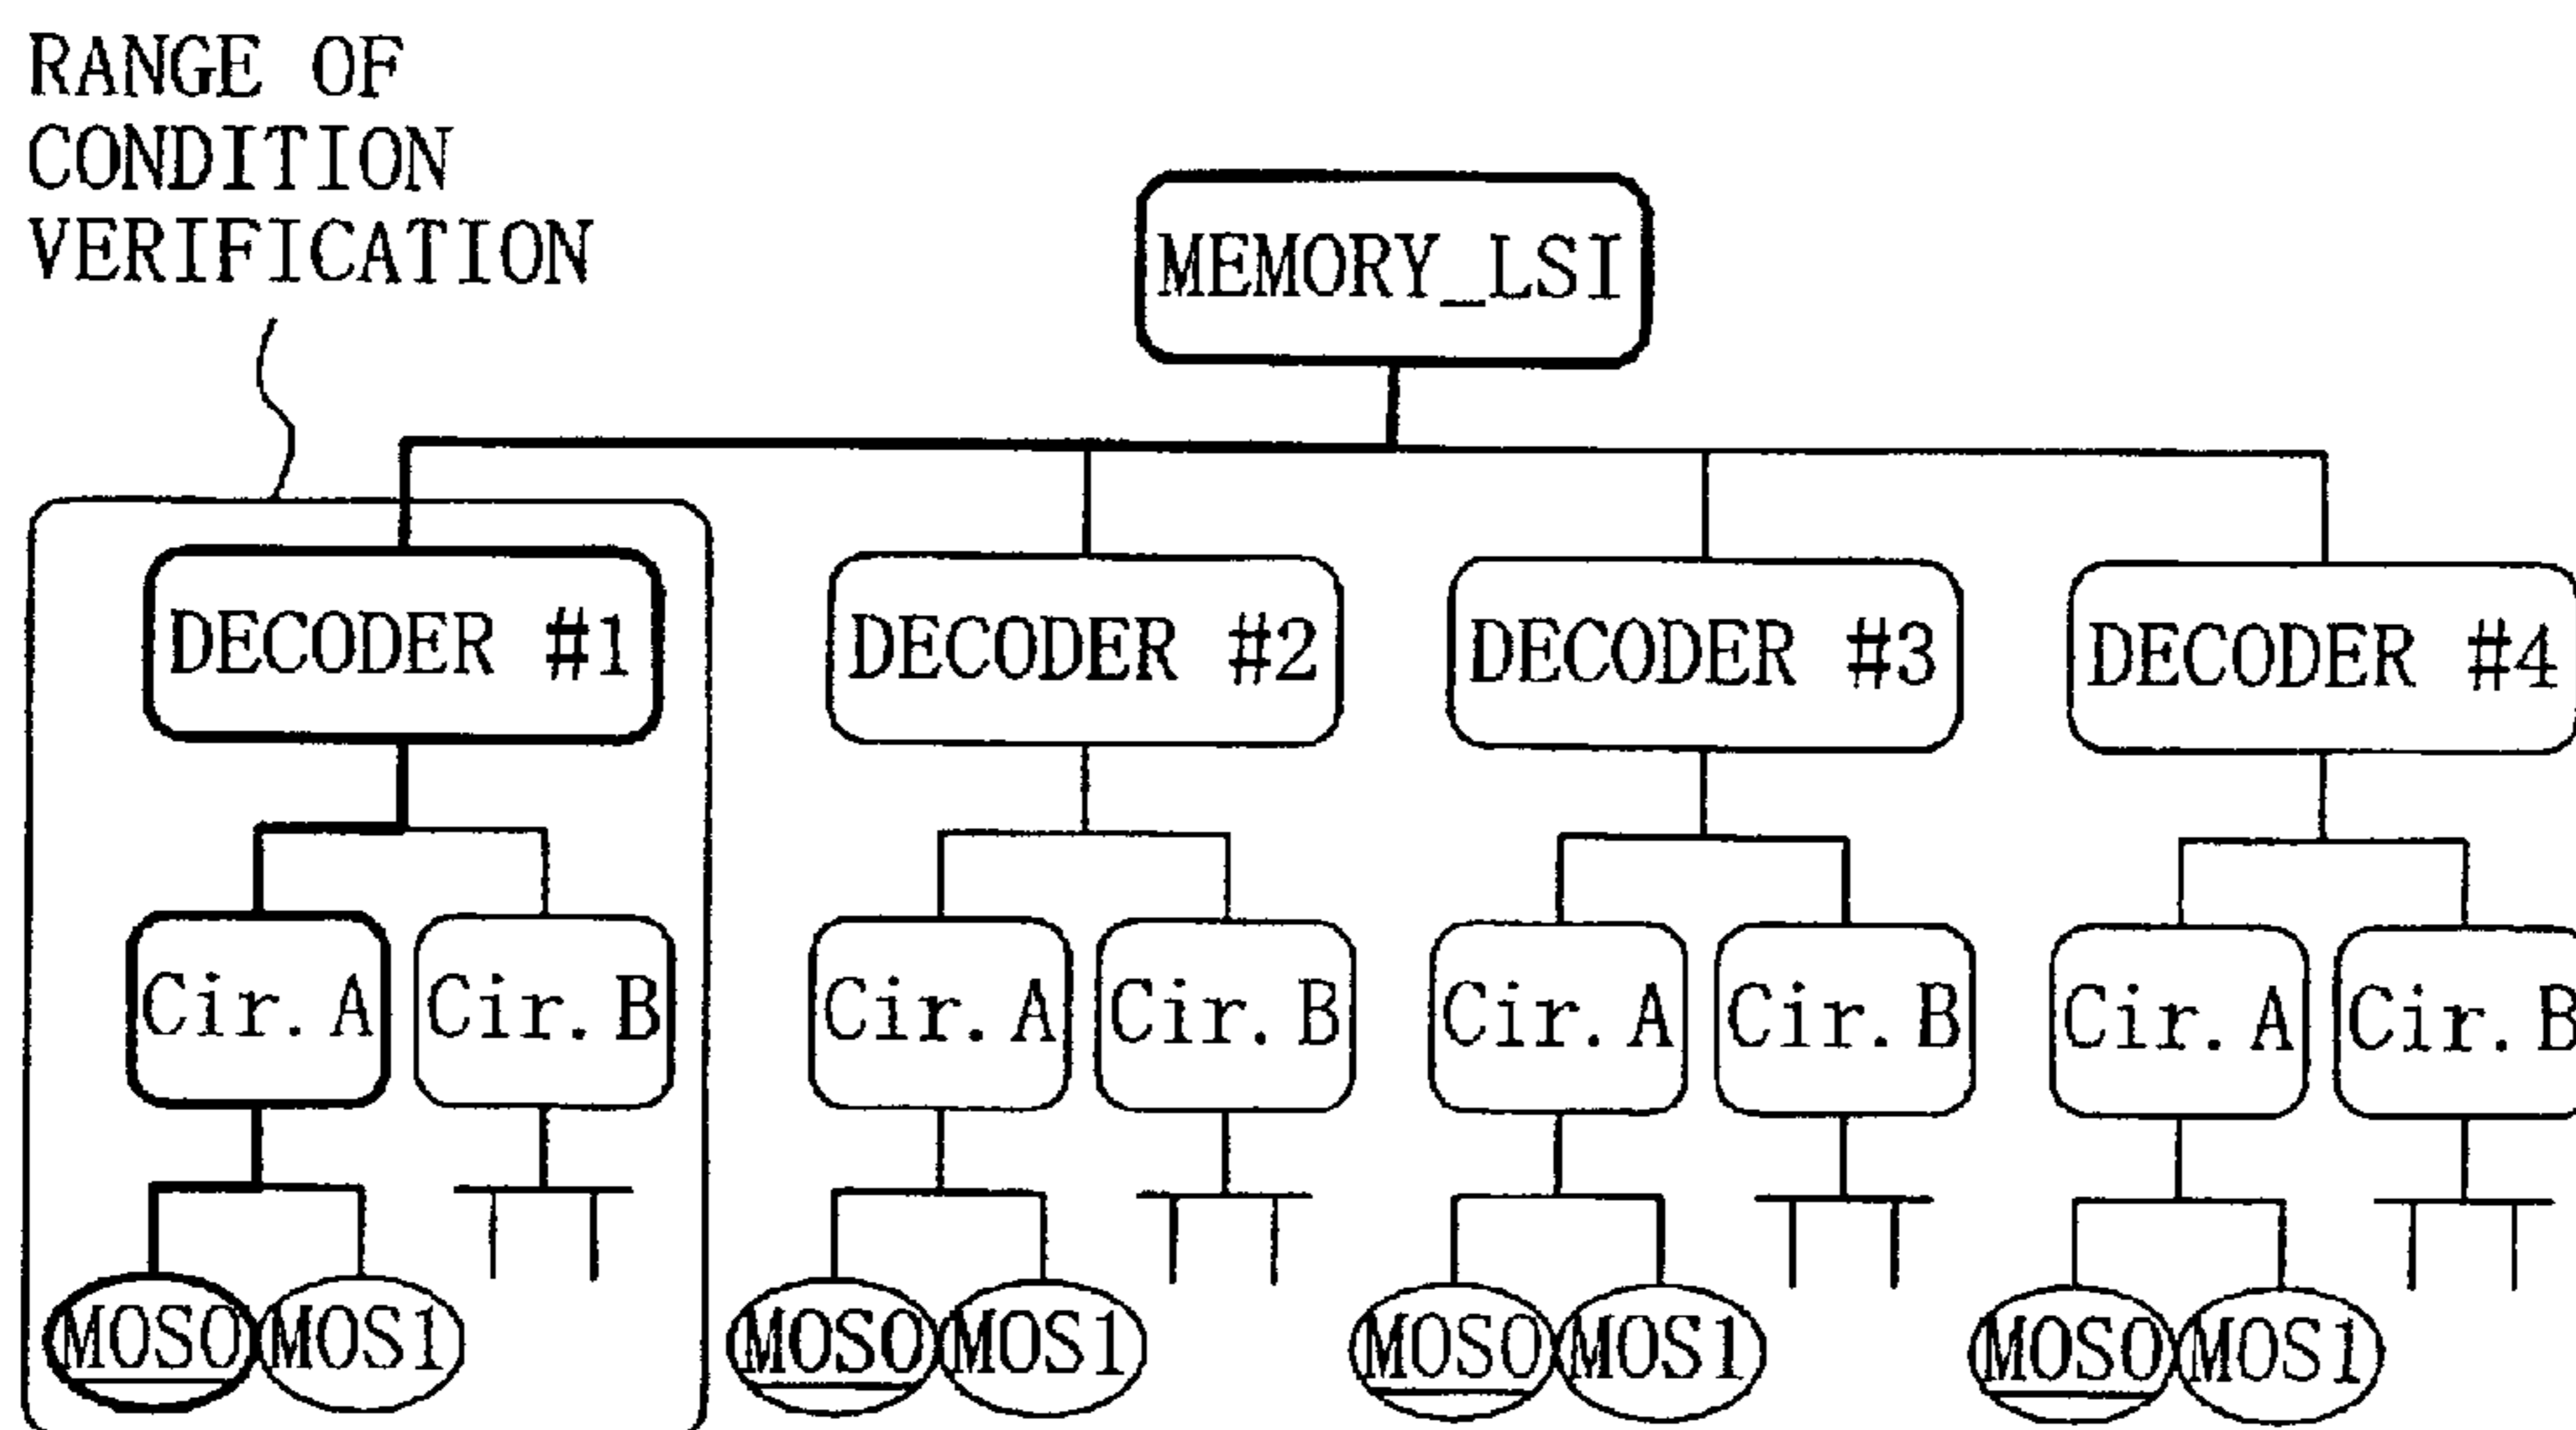 RANGE OF
CONDITION
VERIFICATION
MEMORY_LSI
DECODER #1 DECODER #2 DECODER #3 DECODER #4
Cir.A Cir.B Cir.A Cir.B Cir.A Cir.B Cir.A Cir.B
MOS0 MOS1 MOS0 MOS1 MOS0 MOS1 MOS0 MOS1